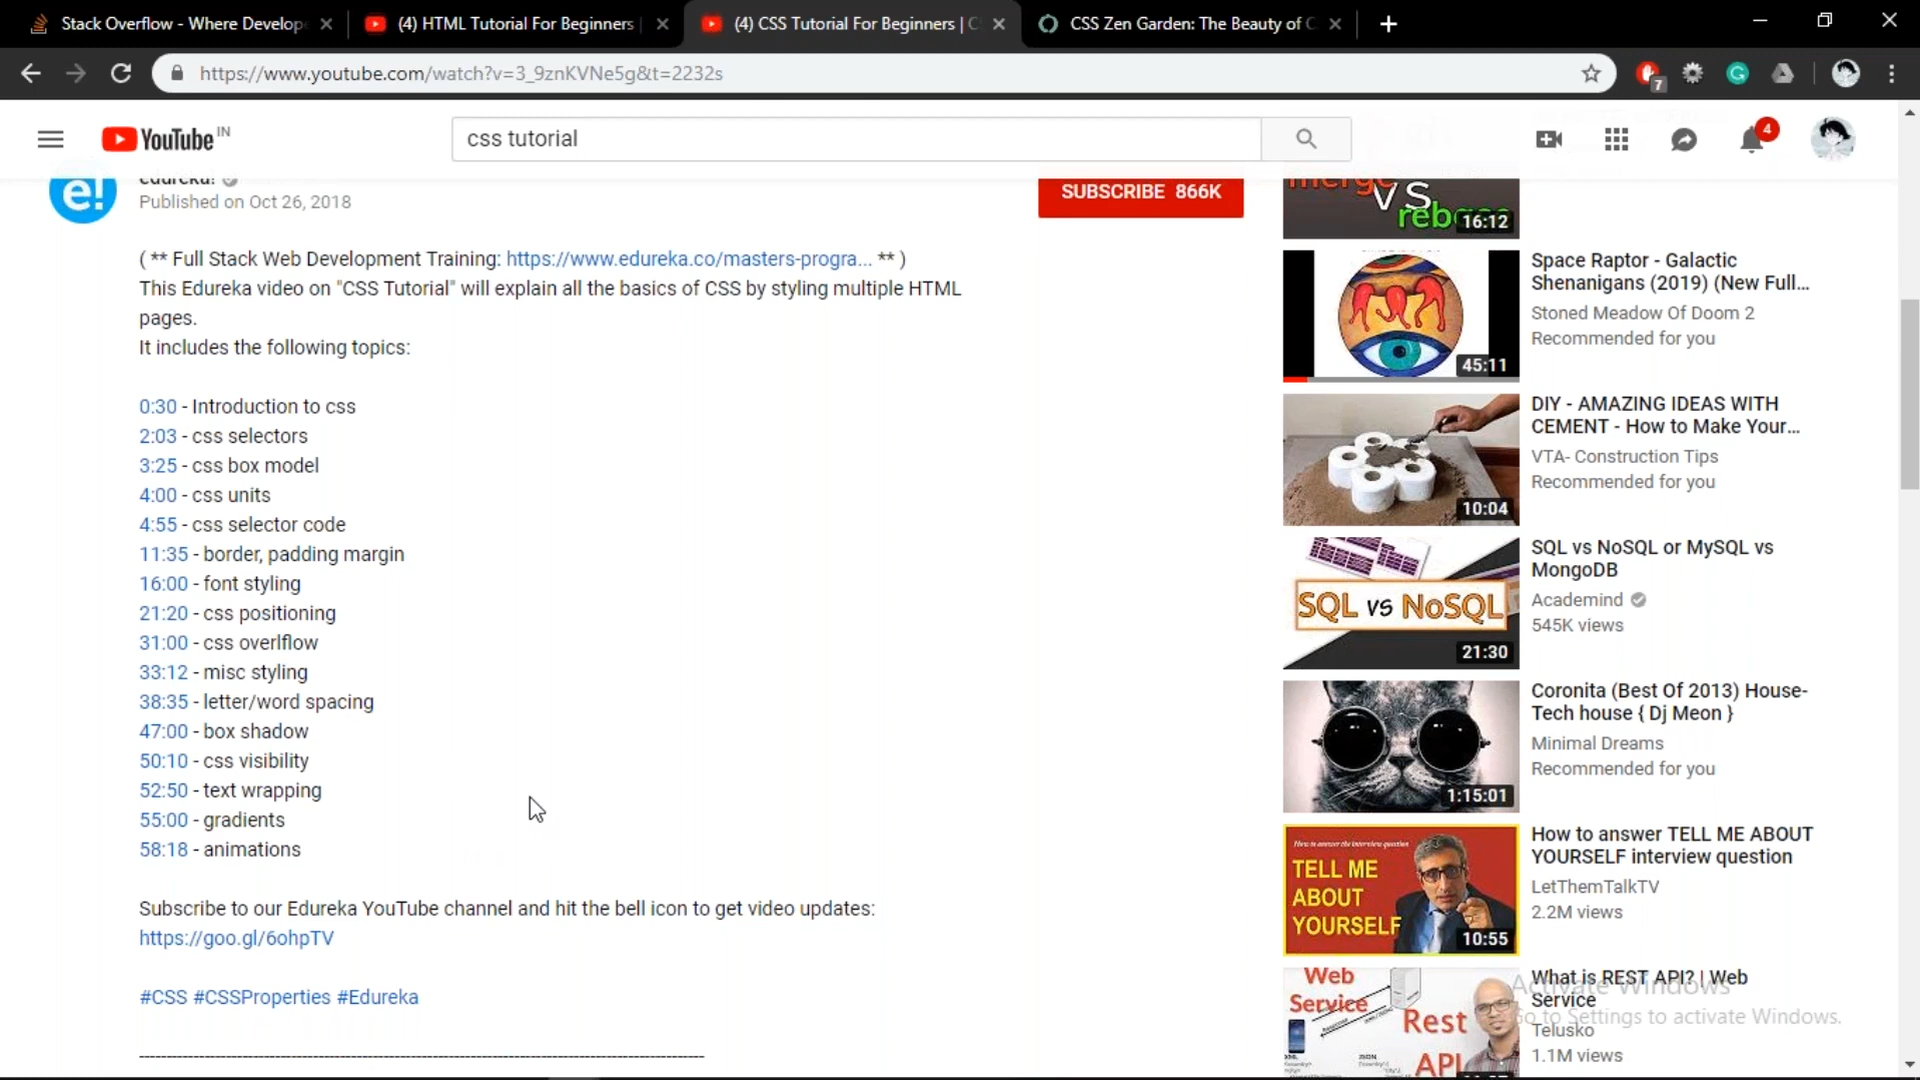 Stack Overflow - Where Develop
(4) HTML Tutorial For Beginners
(4) CSS Tutorial For Beginners | C
CSS Zen Garden: The Beauty of C
https://www.youtube.com/watch?v=3_9znKVNe5g&t=2232s
7
YouTube IN
css tutorial
4
e!
edureka!
Published on Oct 26, 2018
SUBSCRIBE 866K
( ** Full Stack Web Development Training: https://www.edureka.co/masters-progra... ** )
This Edureka video on "CSS Tutorial" will explain all the basics of CSS by styling multiple HTML
pages.
It includes the following topics:
0:30 - Introduction to css
2:03 - css selectors
3:25 - css box model
4:00 - css units
4:55 - css selector code
11:35 - border, padding margin
16:00 - font styling
21:20 - css positioning
31:00 - css overlflow
33:12 - misc styling
38:35 - letter/word spacing
47:00 - box shadow
50:10 - css visibility
52:50 - text wrapping
55:00 - gradients
58:18 - animations
Subscribe to our Edureka YouTube channel and hit the bell icon to get video updates:
https://goo.gl/6ohpTV
#CSS #CSSProperties #Edureka
merge
VS
reb
16:12
Space Raptor - Galactic
Shenanigans (2019) (New Full...
Stoned Meadow Of Doom 2
Recommended for you
45:11
DIY - AMAZING IDEAS WITH
CEMENT - How to Make Your...
VTA- Construction Tips
Recommended for you
10:04
SQL vs NoSQL or MySQL vs
MongoDB
Academind
545K views
SQL vs NoSQL
21:30
Coronita (Best Of 2013) House-
Tech house { Dj Meon }
Minimal Dreams
Recommended for you
1:15:01
How to answer TELL ME ABOUT
YOURSELF interview question
LetThemTalkTV
2.2M views
How to answer the interview question
TELL ME
ABOUT
YOURSELF
10:55
What is REST API? | Web
Service
Telusko
1.1M views
Web
Service
Rest
API
Activate Windows
Go to Settings to activate Windows.